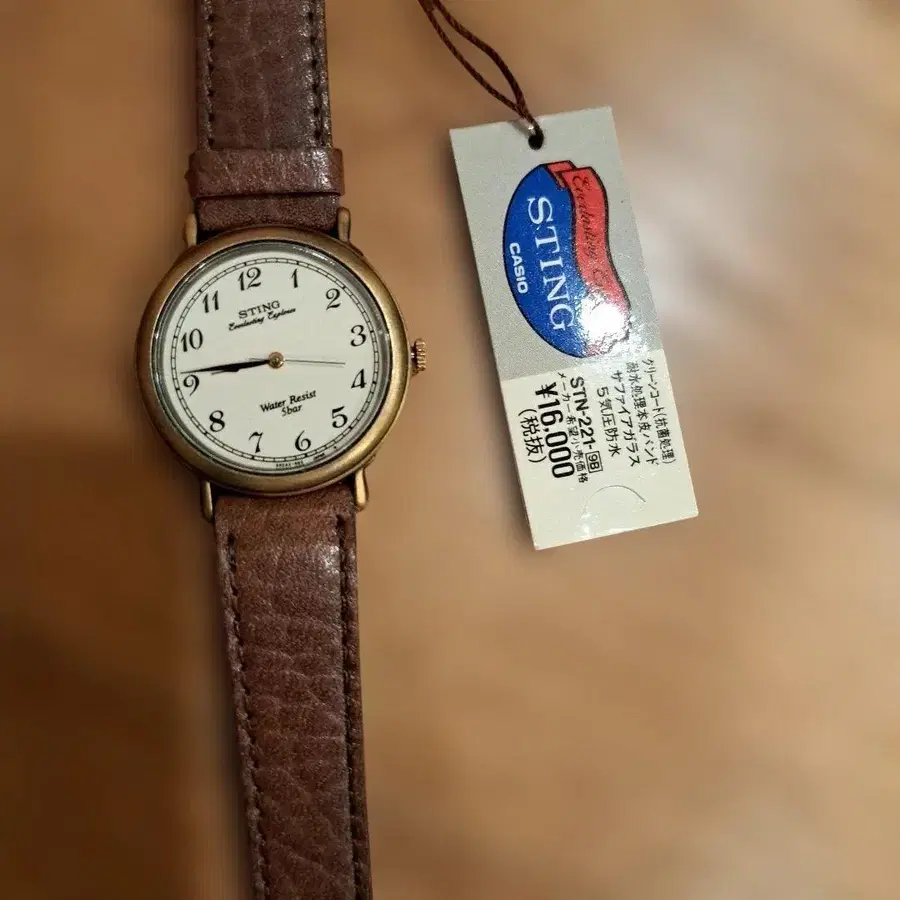 12
1
2
3
4
5
6
7
8
9
10
11
STING
Everlasting Explorer
Water Resist
5bar
Everlasting
STING
CASIO
クリーンコート(抗菌処理)
耐水処理本皮バンド
サファイアガラス
5気圧防水
STN-221-9B
メーカー希望小売価格
¥16,000
(税抜)